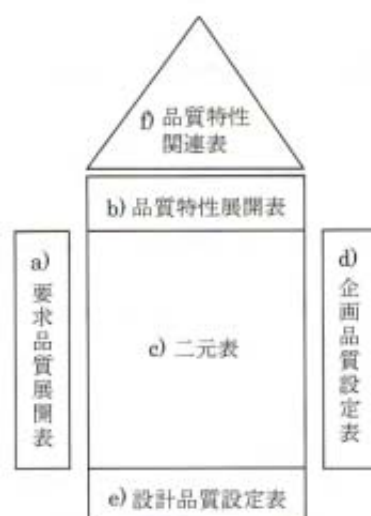 f) 品質特性
関連表
b) 品質特性展開表
a) 要求品質展開表
c) 二元表
d) 企画品質設定表
e) 設計品質設定表